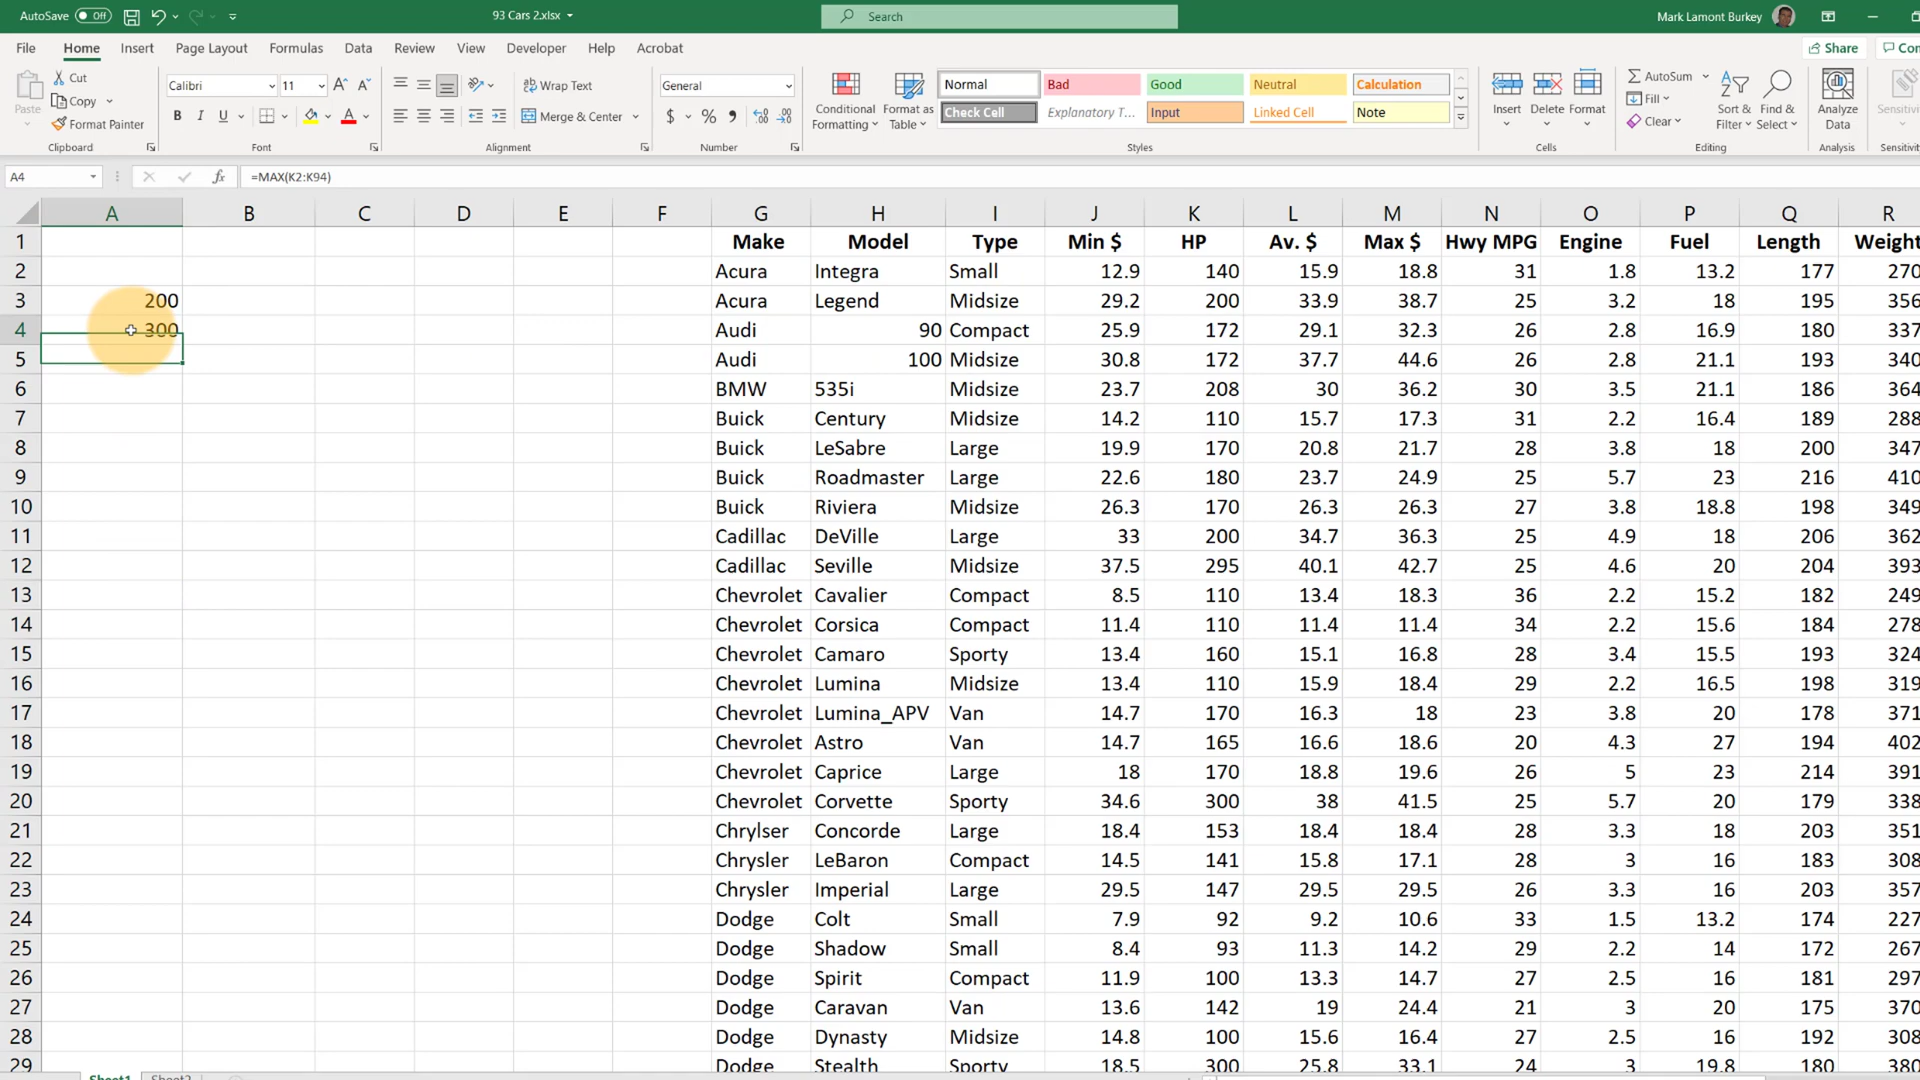 AutoSave Off 93 Cars 2.xlsx Search Mark Lamont Burkey
File Home Insert Draw Page Layout Formulas Data Review View Developer Help Acrobat Share
Paste Cut Copy Format Painter
Calibri 11 B I U
Wrap Text Merge & Center
General $ % 9
Conditional Formatting Format as Table
Normal Bad Good Neutral Calculation
Check Cell Explanatory T... Input Linked Cell Note
Insert Delete Format
AutoSum Fill Clear Sort & Filter Find & Select Analyze Data
Clipboard Font Alignment Number Styles Cells Editing Analysis
A4 fx =MAX(K2:K94)
A B C D E F G H I J K L M N O P Q R
1 Make Model Type Min $ HP Av. $ Max $ Hwy MPG Engine Fuel Length Weight
2 Acura Integra Small 12.9 140 15.9 18.8 31 1.8 13.2 177 270
3 200 Acura Legend Midsize 29.2 200 33.9 38.7 25 3.2 18 195 356
4 300 Audi 90 Compact 25.9 172 29.1 32.3 26 2.8 16.9 180 337
5 Audi 100 Midsize 30.8 172 37.7 44.6 26 2.8 21.1 193 340
6 BMW 535i Midsize 23.7 208 30 36.2 30 3.5 21.1 186 364
7 Buick Century Midsize 14.2 110 15.7 17.3 31 2.2 16.4 189 288
8 Buick LeSabre Large 19.9 170 20.8 21.7 28 3.8 18 200 347
9 Buick Roadmaster Large 22.6 180 23.7 24.9 25 5.7 23 216 410
10 Buick Riviera Midsize 26.3 170 26.3 26.3 27 3.8 18.8 198 349
11 Cadillac DeVille Large 33 200 34.7 36.3 25 4.9 18 206 362
12 Cadillac Seville Midsize 37.5 295 40.1 42.7 25 4.6 20 204 393
13 Chevrolet Cavalier Compact 8.5 110 13.4 18.3 36 2.2 15.2 182 249
14 Chevrolet Corsica Compact 11.4 110 11.4 11.4 34 2.2 15.6 184 278
15 Chevrolet Camaro Sporty 13.4 160 15.1 16.8 28 3.4 15.5 193 324
16 Chevrolet Lumina Midsize 13.4 110 15.9 18.4 29 2.2 16.5 198 319
17 Chevrolet Lumina_APV Van 14.7 170 16.3 18 23 3.8 20 178 371
18 Chevrolet Astro Van 14.7 165 16.6 18.6 20 4.3 27 194 402
19 Chevrolet Caprice Large 18 170 18.8 19.6 26 5 23 214 391
20 Chevrolet Corvette Sporty 34.6 300 38 41.5 25 5.7 20 179 338
21 Chrylser Concorde Large 18.4 153 18.4 18.4 28 3.3 18 203 351
22 Chrysler LeBaron Compact 14.5 141 15.8 17.1 28 3 16 183 308
23 Chrysler Imperial Large 29.5 147 29.5 29.5 26 3.3 16 203 357
24 Dodge Colt Small 7.9 92 9.2 10.6 33 1.5 13.2 174 227
25 Dodge Shadow Small 8.4 93 11.3 14.2 29 2.2 14 172 267
26 Dodge Spirit Compact 11.9 100 13.3 14.7 27 2.5 16 181 297
27 Dodge Caravan Van 13.6 142 19 24.4 21 3 20 175 370
28 Dodge Dynasty Midsize 14.8 100 15.6 16.4 27 2.5 16 192 308
29 Dodge Stealth Sporty 18.5 300 25.8 33.1 24 3 19.8 180 380
Sheet1 Sheet2